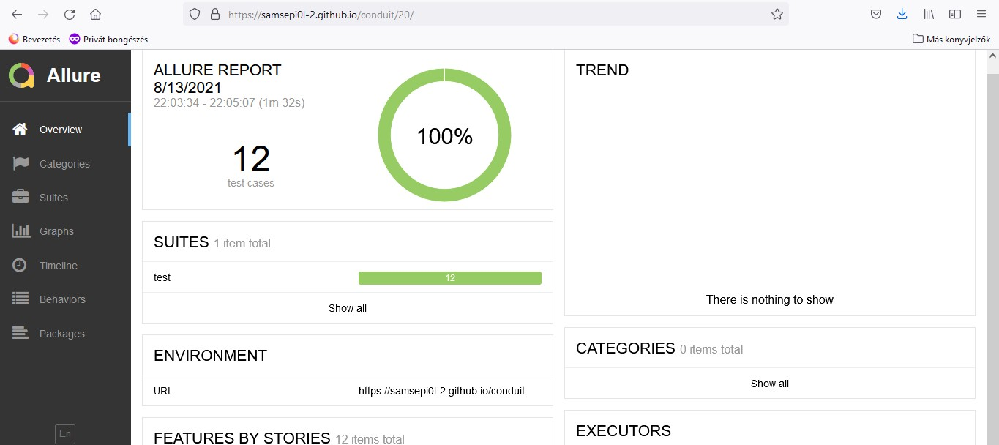 https://samsepi0l-2.github.io/conduit/20/
Bevezetés
Privát böngészés
Más könyvjelzők
Allure
Overview
Categories
Suites
Graphs
Timeline
Behaviors
Packages
En
ALLURE REPORT
8/13/2021
22:03:34 - 22:05:07 (1m 32s)
12
test cases
100%
SUITES 1 item total
test 12
Show all
ENVIRONMENT
URL https://samsepi0l-2.github.io/conduit
FEATURES BY STORIES 12 items total
TREND
There is nothing to show
CATEGORIES 0 items total
Show all
EXECUTORS